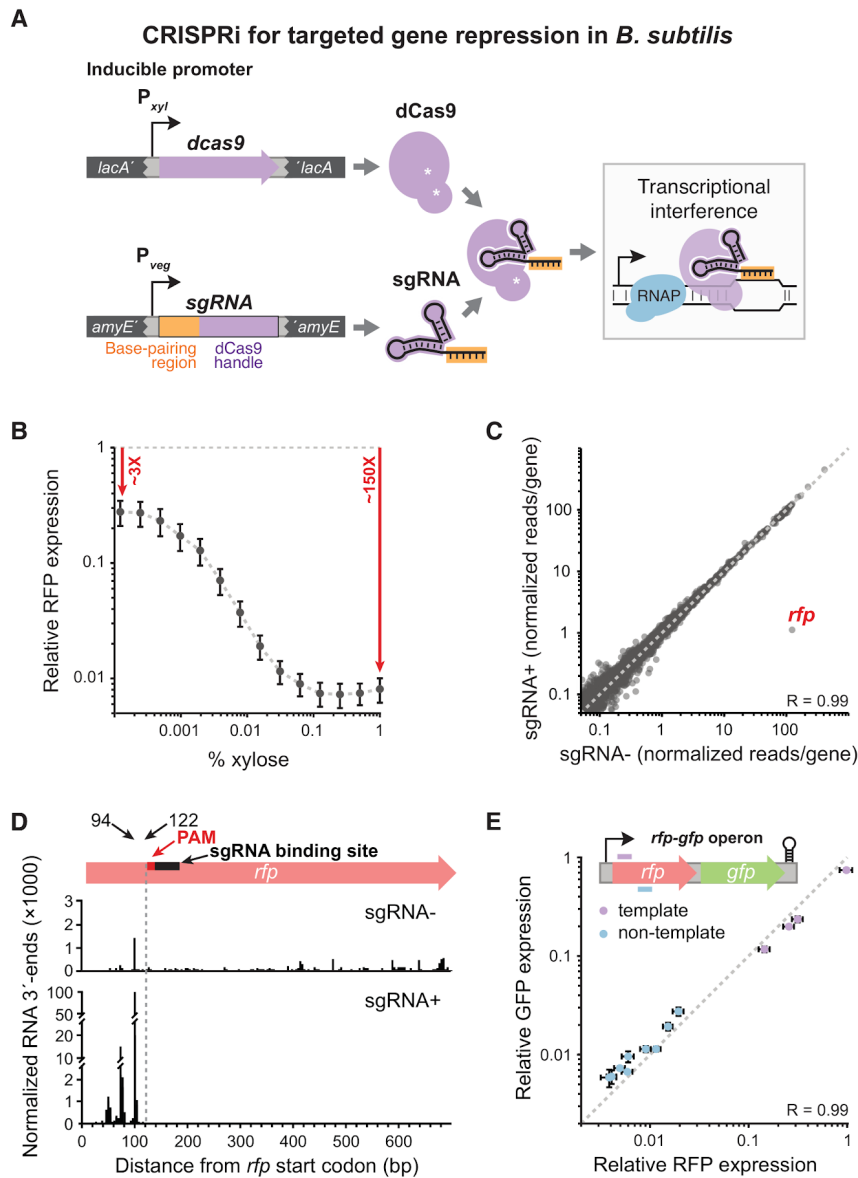 A
CRISPRi for targeted gene repression in B. subtilis
Inducible promoter
Pxyl
dcas9
lacA´
´lacA
dCas9
*
*
Pveg
sgRNA
amyE´
´amyE
Base-pairing
region
dCas9
handle
sgRNA
*
Transcriptional
interference
RNAP
B
Relative RFP expression
1
0.1
0.01
~3X
~150X
0.001
0.01
0.1
1
% xylose
C
sgRNA+ (normalized reads/gene)
100
10
1
0.1
rfp
R = 0.99
0.1
1
10
100
sgRNA- (normalized reads/gene)
D
94
122
PAM
sgRNA binding site
rfp
Normalized RNA 3´-ends (×1000)
3
2
1
0
sgRNA-
100
50
20
10
2
1
0
sgRNA+
0 100 200 300 400 500 600
Distance from rfp start codon (bp)
E
rfp-gfp operon
rfp
gfp
template
non-template
Relative GFP expression
1
0.1
0.01
R = 0.99
0.01
0.1
1
Relative RFP expression